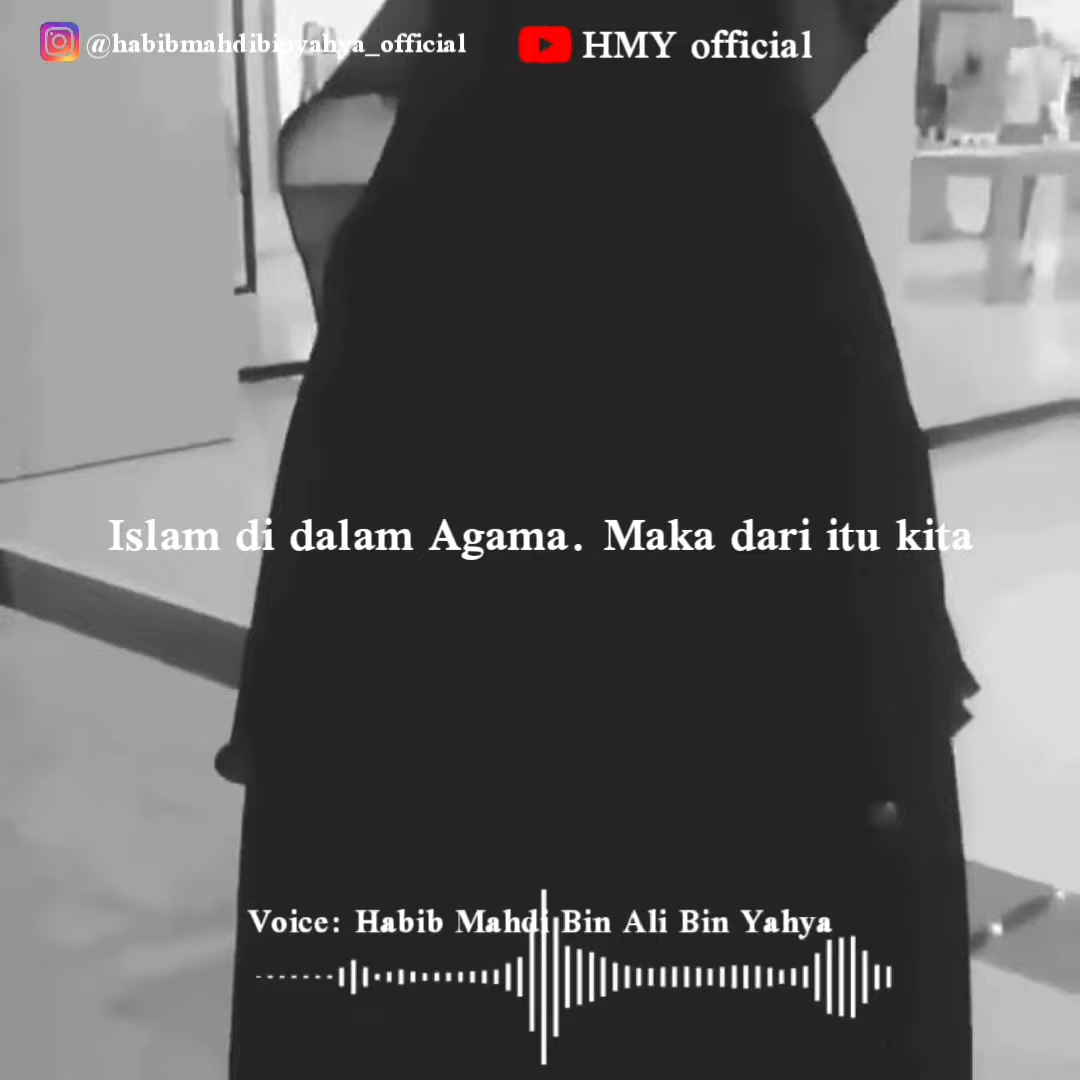 @habibmahdibinyahya_official HMY official
Islam di dalam Agama. Maka dari itu kita
Voice: Habib Mahdi Bin Ali Bin Yahya